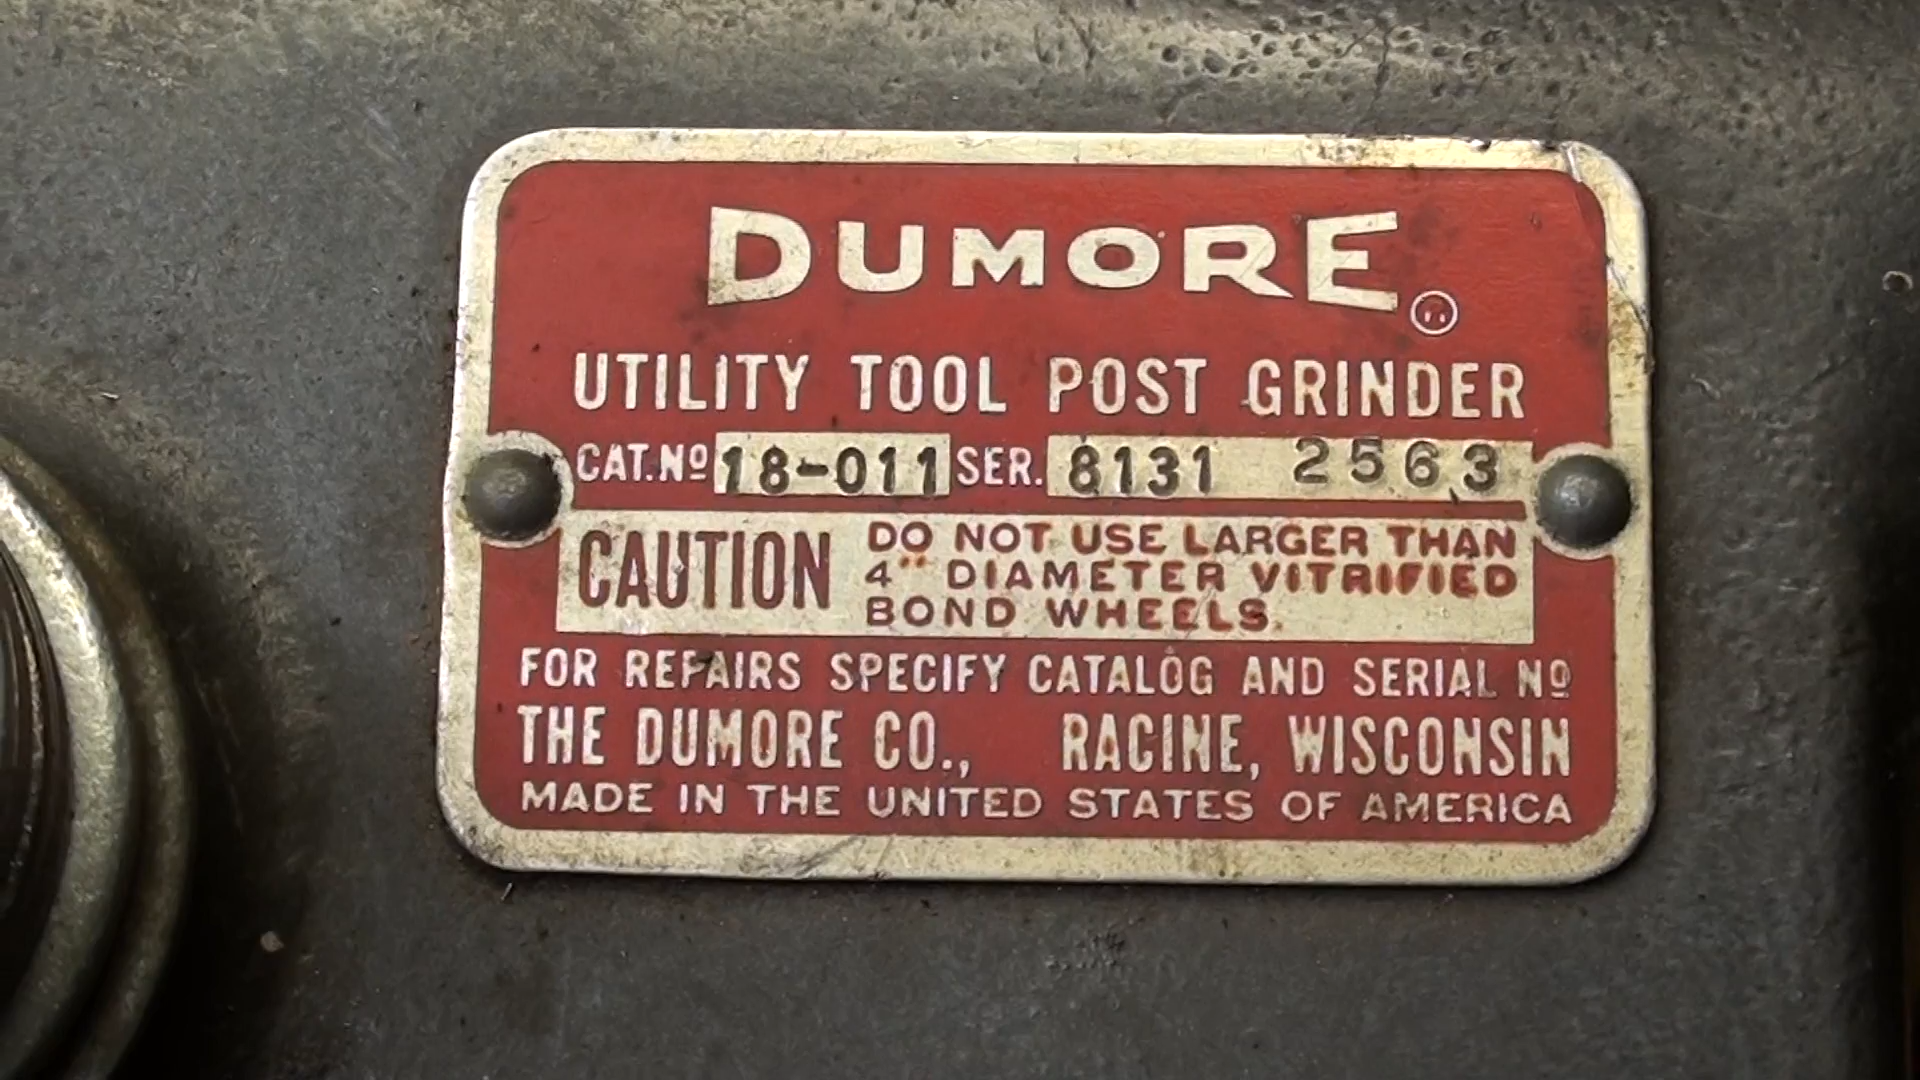 DUMORE®
UTILITY TOOL POST GRINDER
CAT.Nº 18-011 SER. 8131 2563
CAUTION DO NOT USE LARGER THAN
4" DIAMETER VITRIFIED
BOND WHEELS.
FOR REPAIRS SPECIFY CATALOG AND SERIAL Nº
THE DUMORE CO., RACINE, WISCONSIN
MADE IN THE UNITED STATES OF AMERICA